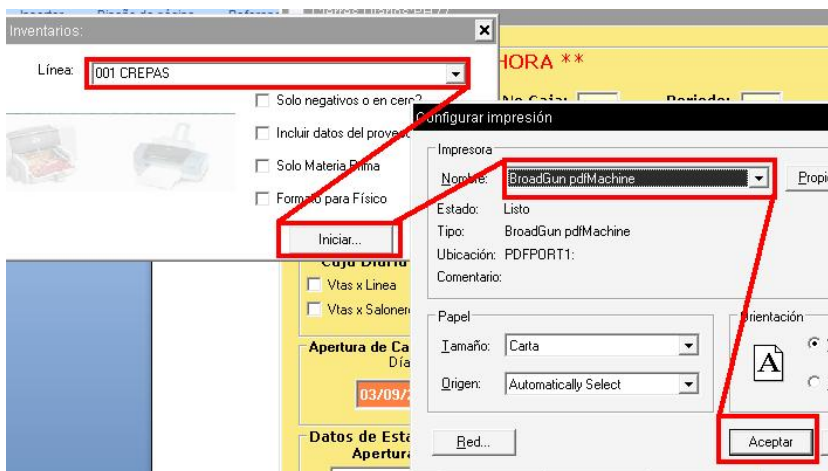 Inventarios:
Línea: 001 CREPAS
HORA **
Solo negativos o en cero?
No Caja: Periodo:
Incluir datos del proveed
Solo Materia Prima
Formato para Físico
Iniciar...
Configurar impresión
Impresora
Nombre: BroadGun pdfMachine
Propi
Estado: Listo
Tipo: BroadGun pdfMachine
Ubicación: PDFPORT1:
Comentario:
Papel
Tamaño: Carta
Origen: Automatically Select
Orientación
A
Red...
Aceptar
Caja Diaria
Vtas x Linea
Vtas x Saloner
Apertura de Ca
Día
03/09/2
Datos de Esta
Apertura